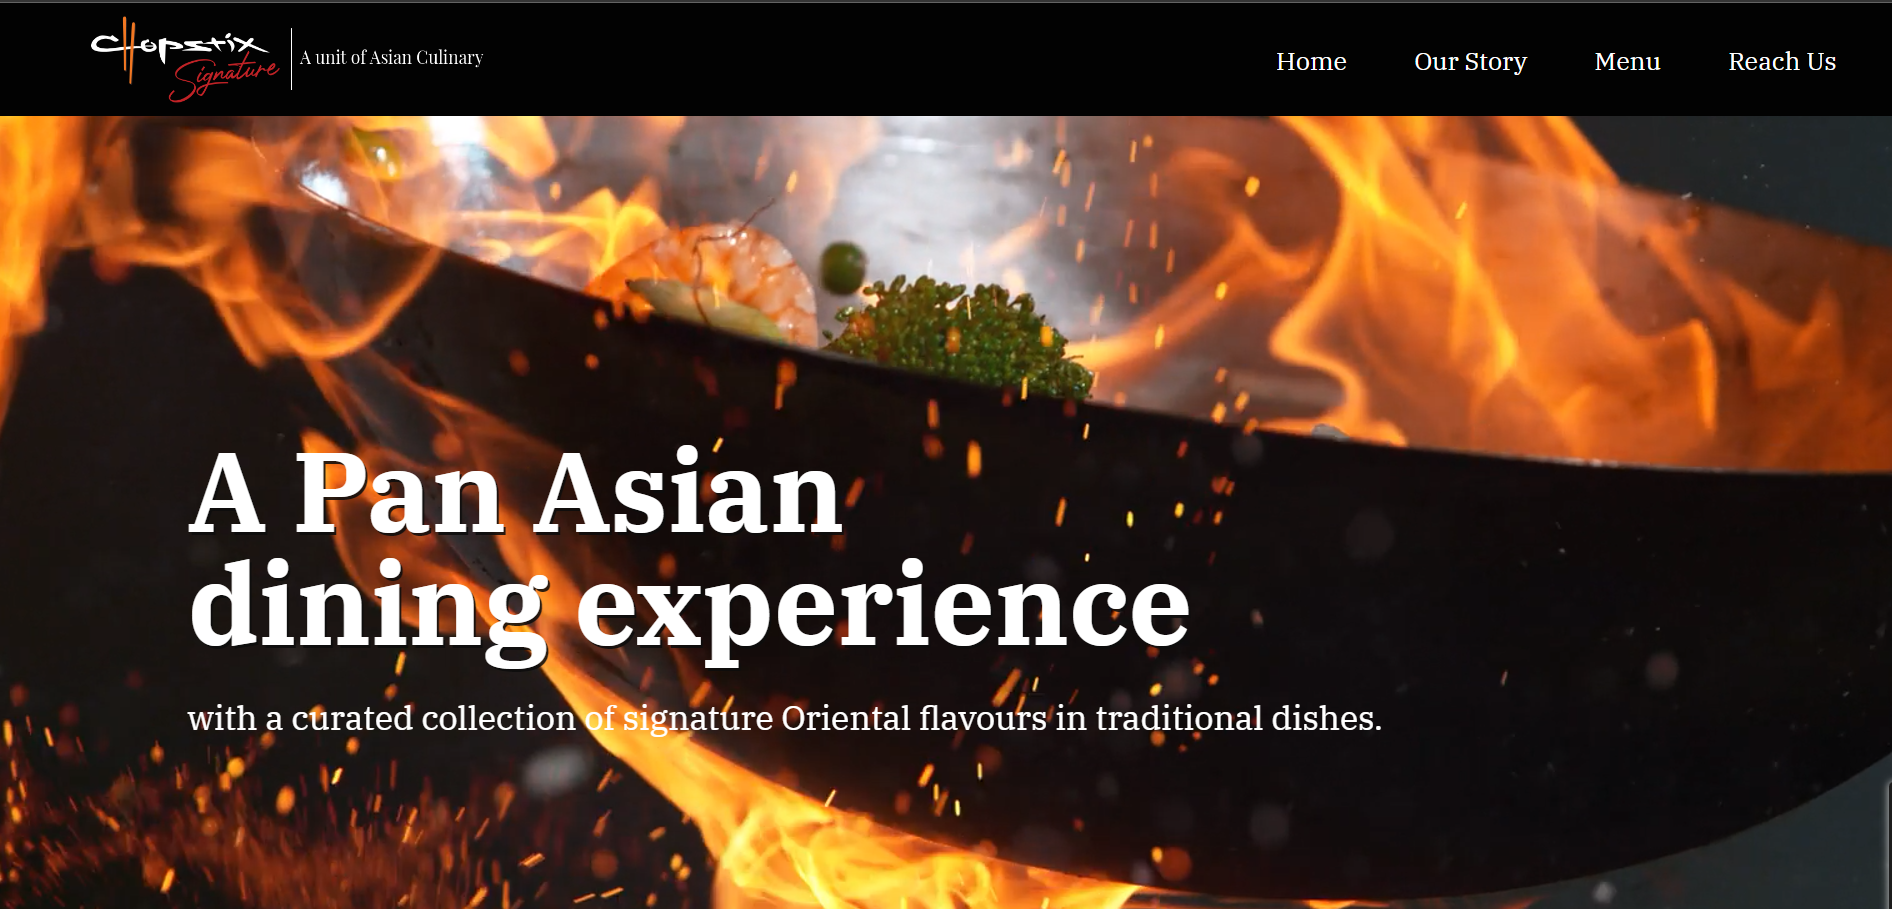 Chopstix
Signature
A unit of Asian Culinary
Home
Our Story
Menu
Reach Us
A Pan Asian
dining experience
with a curated collection of signature Oriental flavours in traditional dishes.